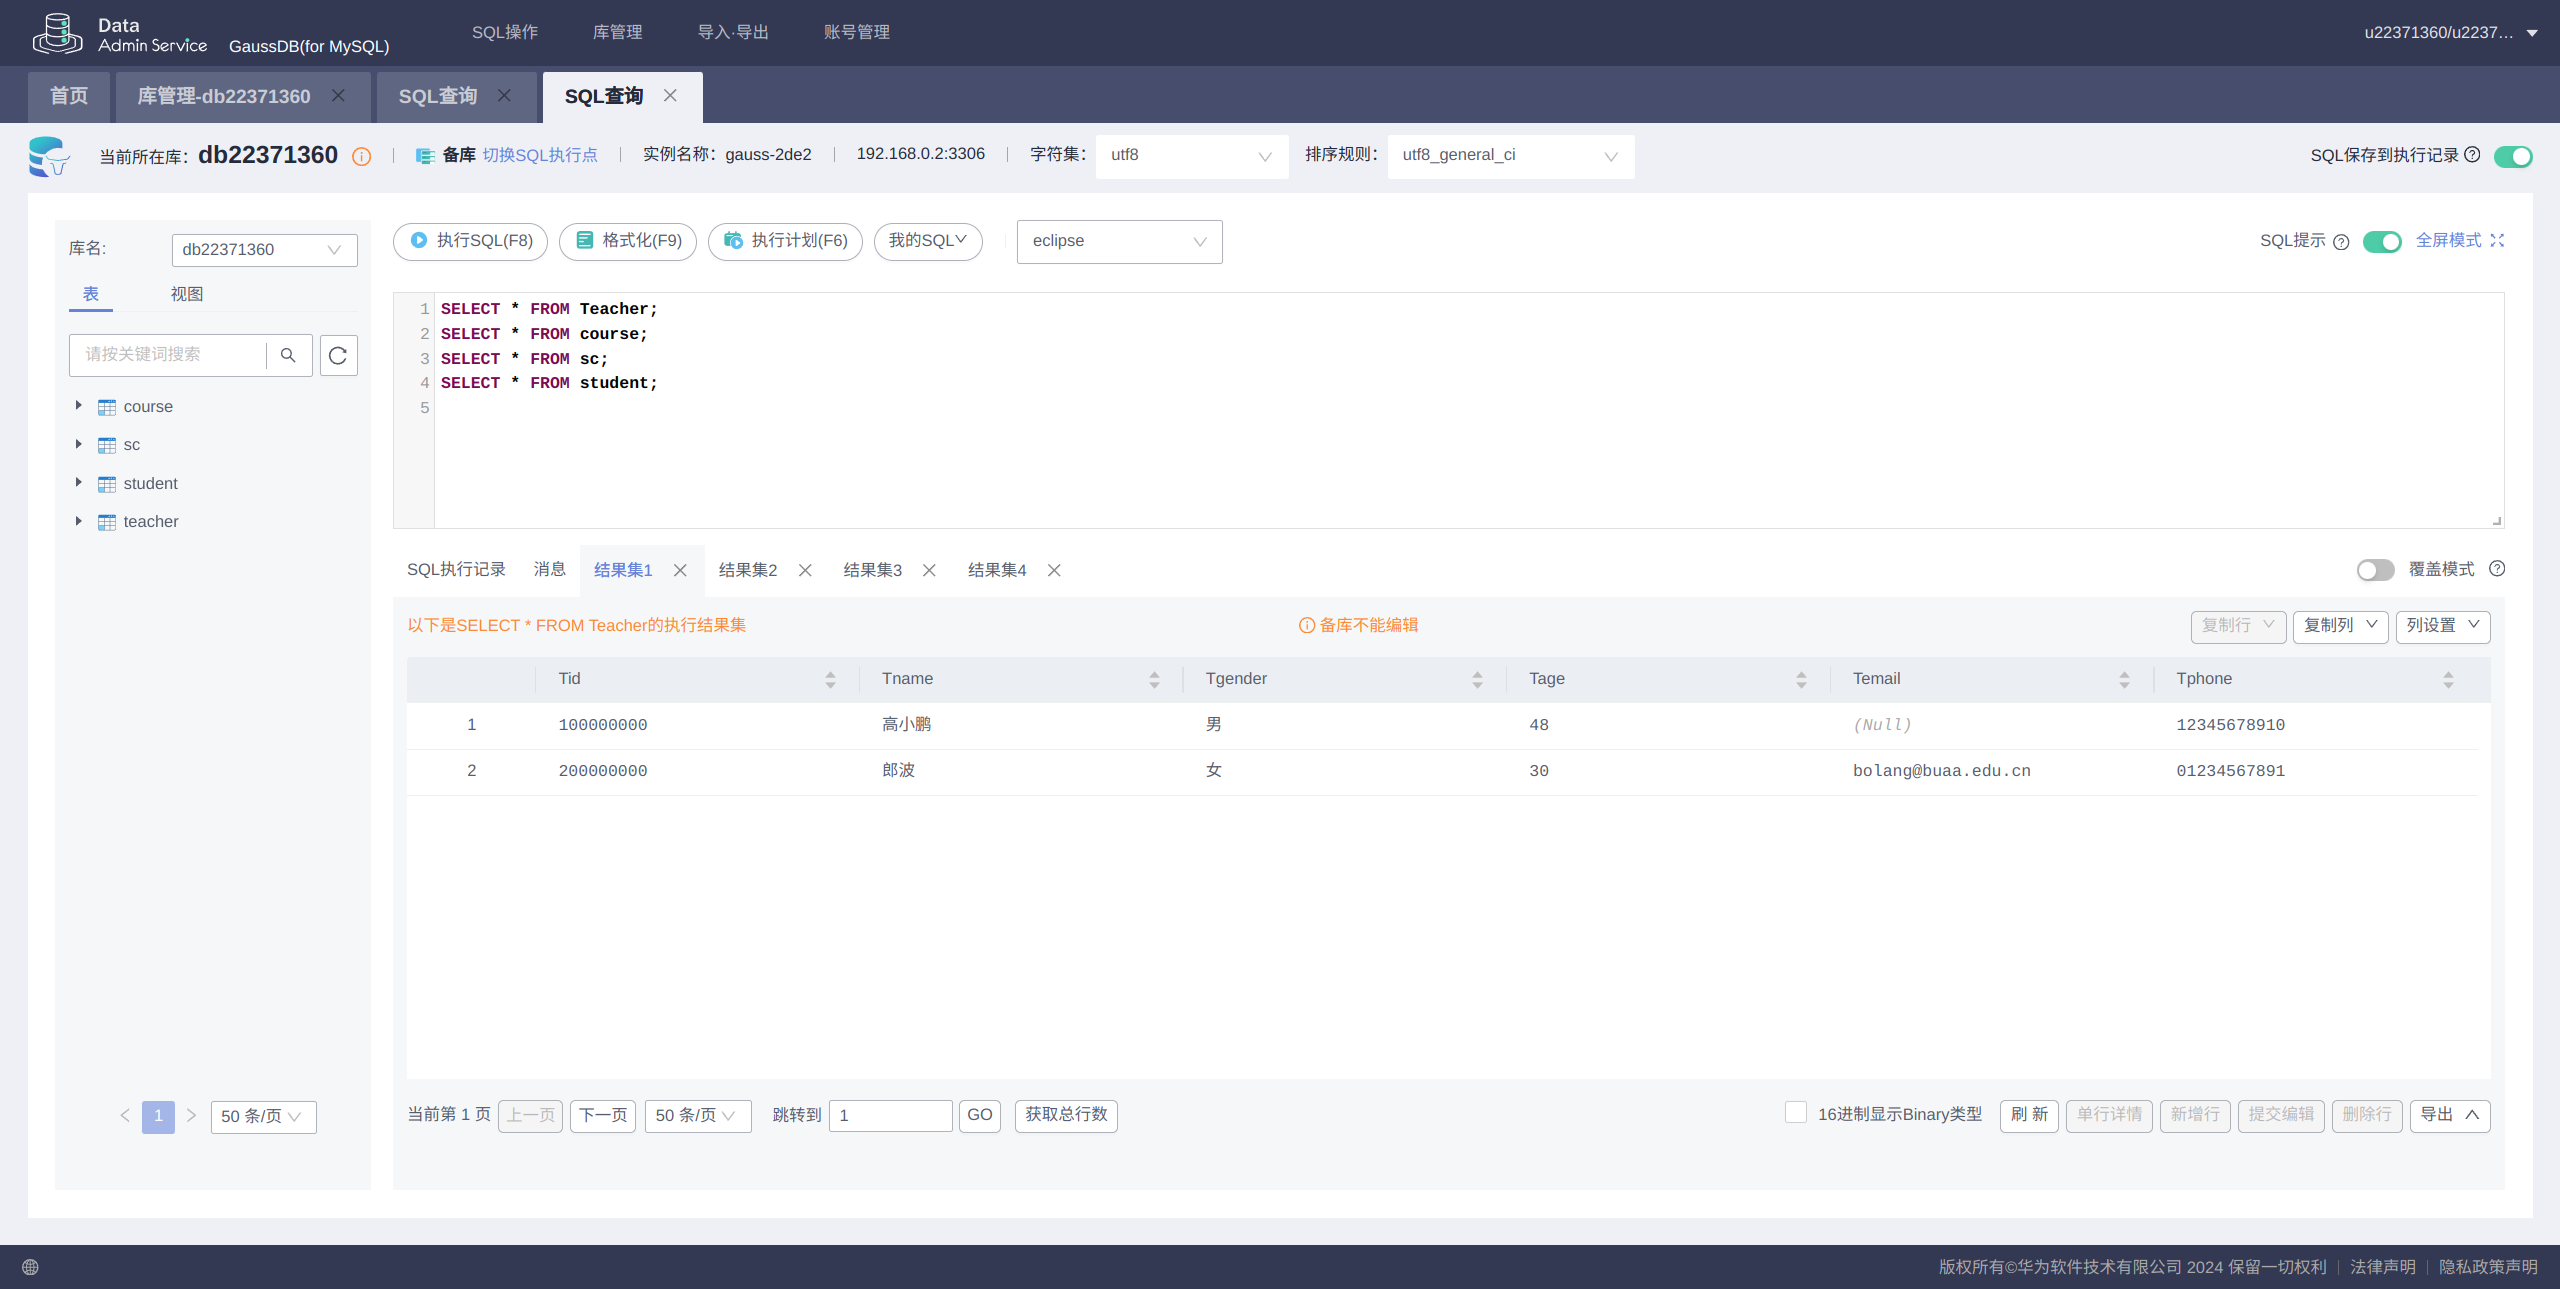 Data
Admin Service GaussDB(for MySQL) SQL操作 库管理 导入·导出 账号管理 u22371360/u2237...
首页 库管理-db22371360 SQL查询 SQL查询
当前所在库: db22371360 备库 切换SQL执行点 实例名称: gauss-2de2 192.168.0.2:3306 字符集: utf8 排序规则: utf8_general_ci SQL保存到执行记录
库名: db22371360 执行SQL(F8) 格式化(F9) 执行计划(F6) 我的SQL eclipse SQL提示 全屏模式
表 视图
请按关键词搜索
course
sc
student
teacher
1 SELECT * FROM Teacher;
2 SELECT * FROM course;
3 SELECT * FROM sc;
4 SELECT * FROM student;
5
SQL执行记录 消息 结果集1 结果集2 结果集3 结果集4 覆盖模式
以下是SELECT * FROM Teacher的执行结果集 备库不能编辑 复制行 复制列 列设置
Tid Tname Tgender Tage Temail Tphone
1 100000000 高小鹏 男 48 (Null) 12345678910
2 200000000 郎波 女 30 bolang@buaa.edu.cn 01234567891
1 50 条/页
当前第 1 页 上一页 下一页 50 条/页 跳转到 1 GO 获取总行数 16进制显示Binary类型 刷 新 单行详情 新增行 提交编辑 删除行 导出
版权所有©华为软件技术有限公司 2024 保留一切权利 法律声明 隐私政策声明